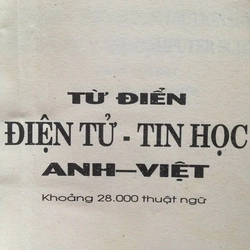 TỪ ĐIỂN
ĐIỆN TỬ - TIN HỌC
ANH—VIỆT
Khoảng 28.000 thuật ngữ